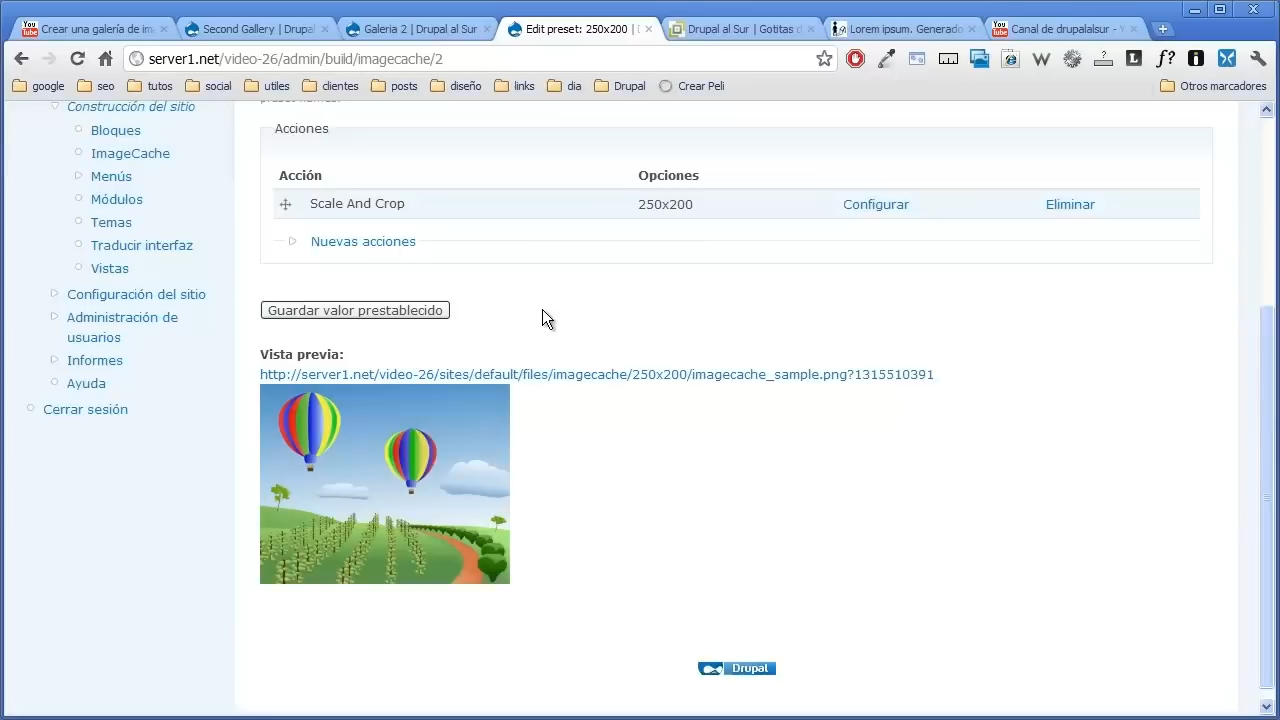 Crear una galería de im
Second Gallery | Drupal
Galeria 2 | Drupal al Sur
Edit preset: 250x200 |
Drupal al Sur | Gotitas d
Lorem ipsum. Generado
Canal de drupalalsur - Y
server1.net/video-26/admin/build/imagecache/2
google seo tutos social utiles clientes posts diseño links dia Drupal Crear Peli Otros marcadores
Construcción del sitio
Bloques
ImageCache
Menús
Módulos
Temas
Traducir interfaz
Vistas
Configuración del sitio
Administración de
usuarios
Informes
Ayuda
Cerrar sesión
Acciones
Acción Opciones
Scale And Crop 250x200 Configurar Eliminar
Nuevas acciones
Guardar valor prestablecido
Vista previa:
http://server1.net/video-26/sites/default/files/imagecache/250x200/imagecache_sample.png?1315510391
Drupal